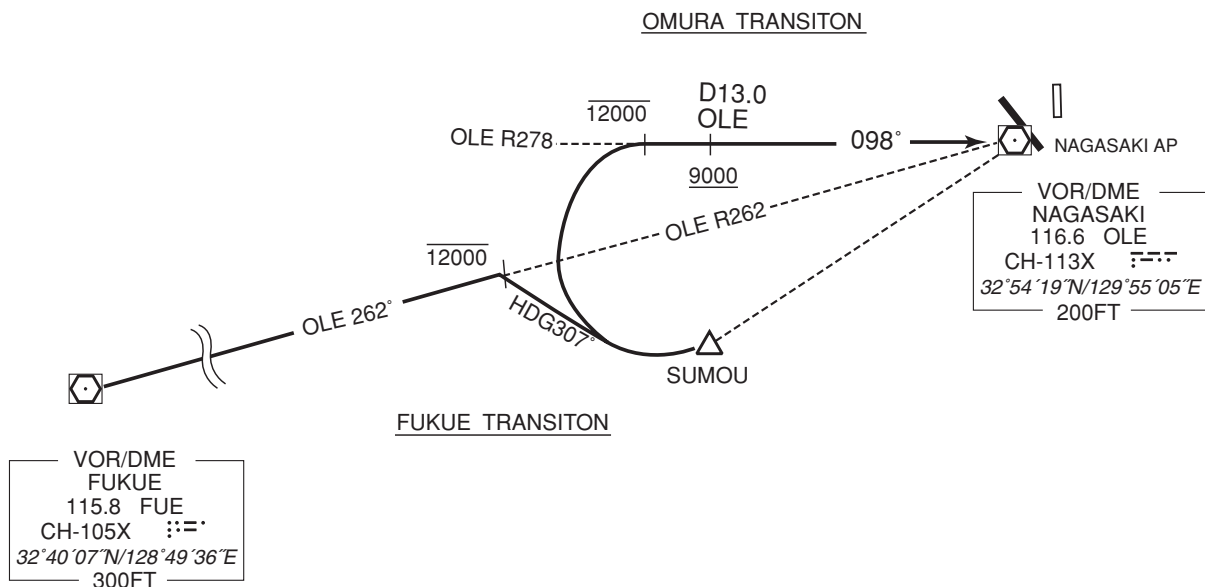 OMURA TRANSITON
12000
D13.0
OLE
OLE R278
098°
NAGASAKI AP
9000
OLE R262
12000
VOR/DME
NAGASAKI
116.6 OLE
CH-113X
32°54´19˝N/129°55´05˝E
200FT
OLE 262°
HDG307°
SUMOU
FUKUE TRANSITON
VOR/DME
FUKUE
115.8 FUE
CH-105X
32°40´07˝N/128°49´36˝E
300FT